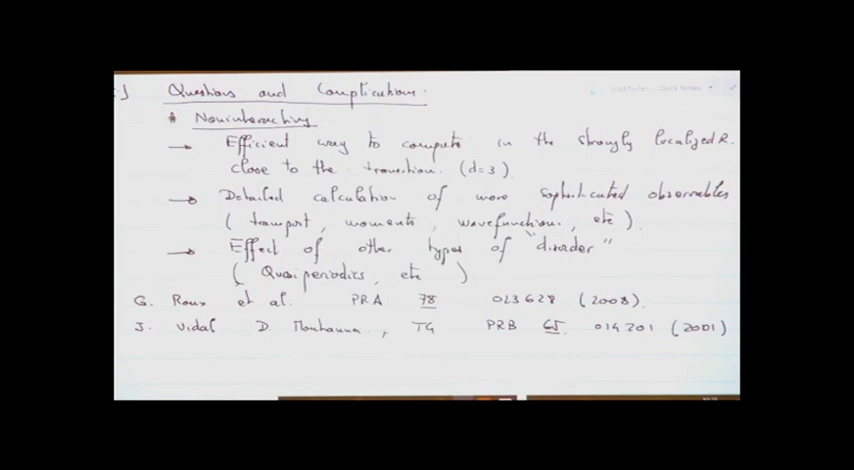 Questions and Complications.
* Noninteracting
→ Efficient way to compute in the strongly localized R.
close to the transition. (d=3)
→ Detailed calculation of more sophisticated observables
( transport, moments, wavefunctions, etc ).
→ Effect of other types of "disorder"
( Quasiperiodics, etc )
G. Roux et al. PRA 78 023628 (2008).
J. Vidal D. Mouhanna, TG PRB 65 014201 (2001)